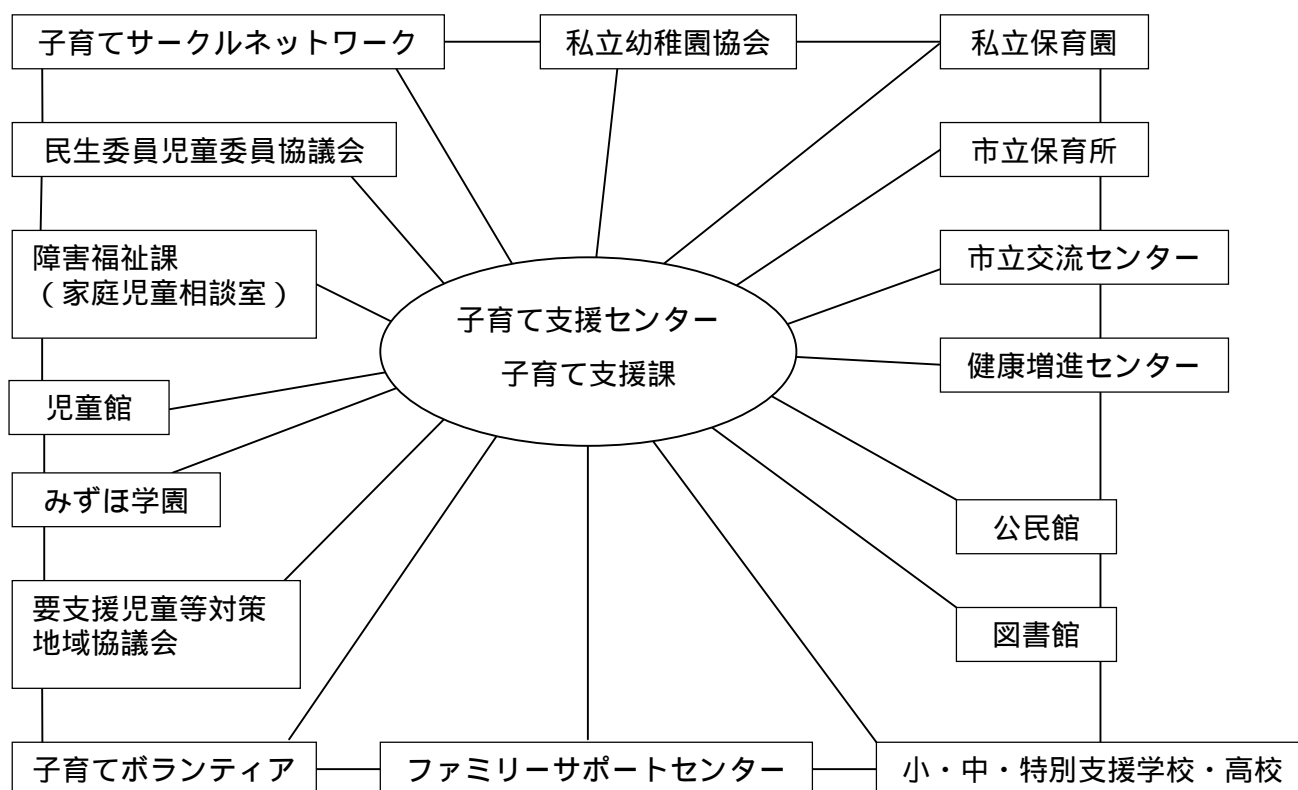 子育てサークルネットワーク
私立幼稚園協会
私立保育園
民生委員児童委員協議会
市立保育所
障害福祉課
(家庭児童相談室)
市立交流センター
子育て支援センター
子育て支援課
健康増進センター
児童館
みずほ学園
公民館
要支援児童等対策
地域協議会
図書館
子育てボランティア
ファミリーサポートセンター
小・中・特別支援学校・高校